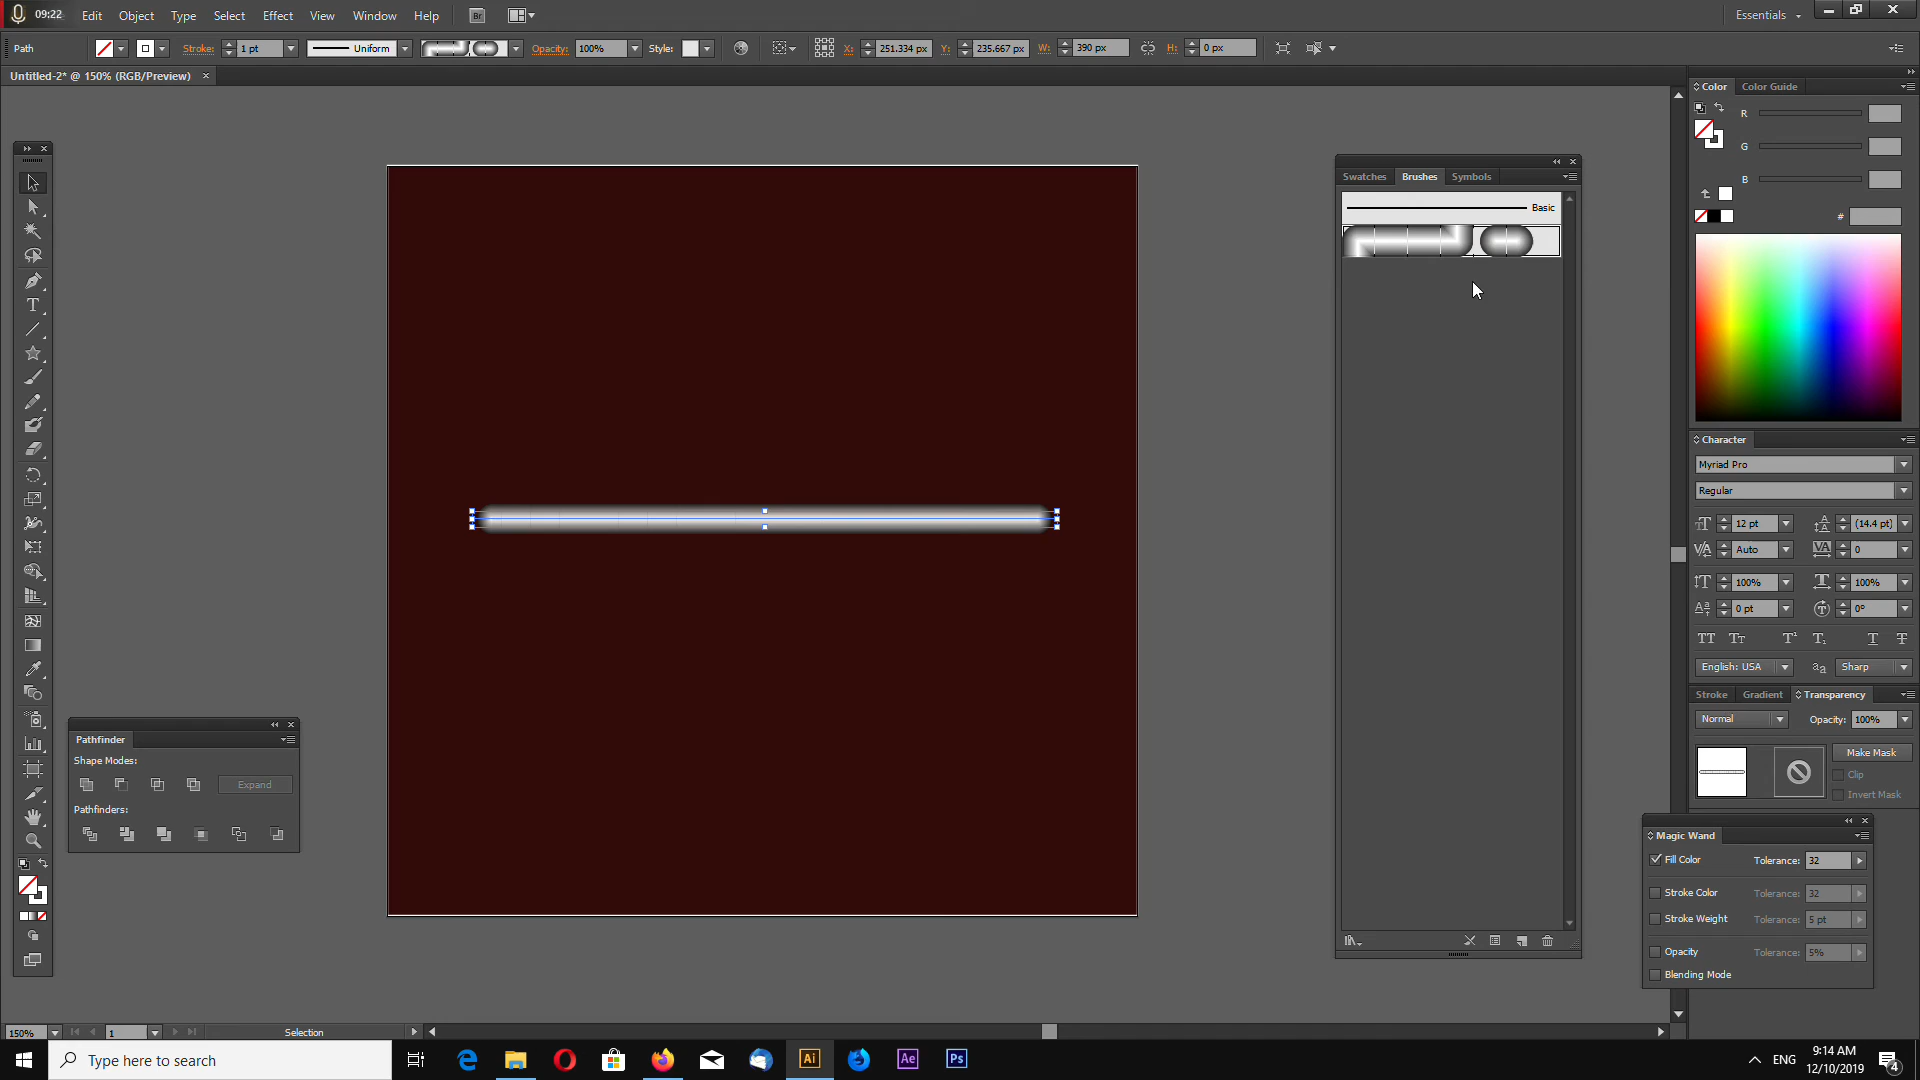 09:22 Edit Object Type Select Effect View Window Help Br Essentials
Path Stroke: 1 pt Uniform Opacity: 100% Style: X: 251.334 px Y: 235.667 px W: 390 px H: 0 px
Untitled-2* @ 150% (RGB/Preview)
Color Color Guide
R
G
B
#
Swatches Brushes Symbols
Basic
Character
Myriad Pro
Regular
12 pt (14.4 pt)
Auto 0
100% 100%
0 pt 0°
English: USA Sharp
Stroke Gradient Transparency
Normal Opacity: 100%
Make Mask
Clip
Invert Mask
Pathfinder
Shape Modes:
Expand
Pathfinders:
Magic Wand
Fill Color Tolerance: 32
Stroke Color Tolerance: 32
Stroke Weight Tolerance: 5 pt
Opacity Tolerance: 5%
Blending Mode
150% 1 Selection
Type here to search
Ai Ae Ps
ENG
9:14 AM
12/10/2019
4